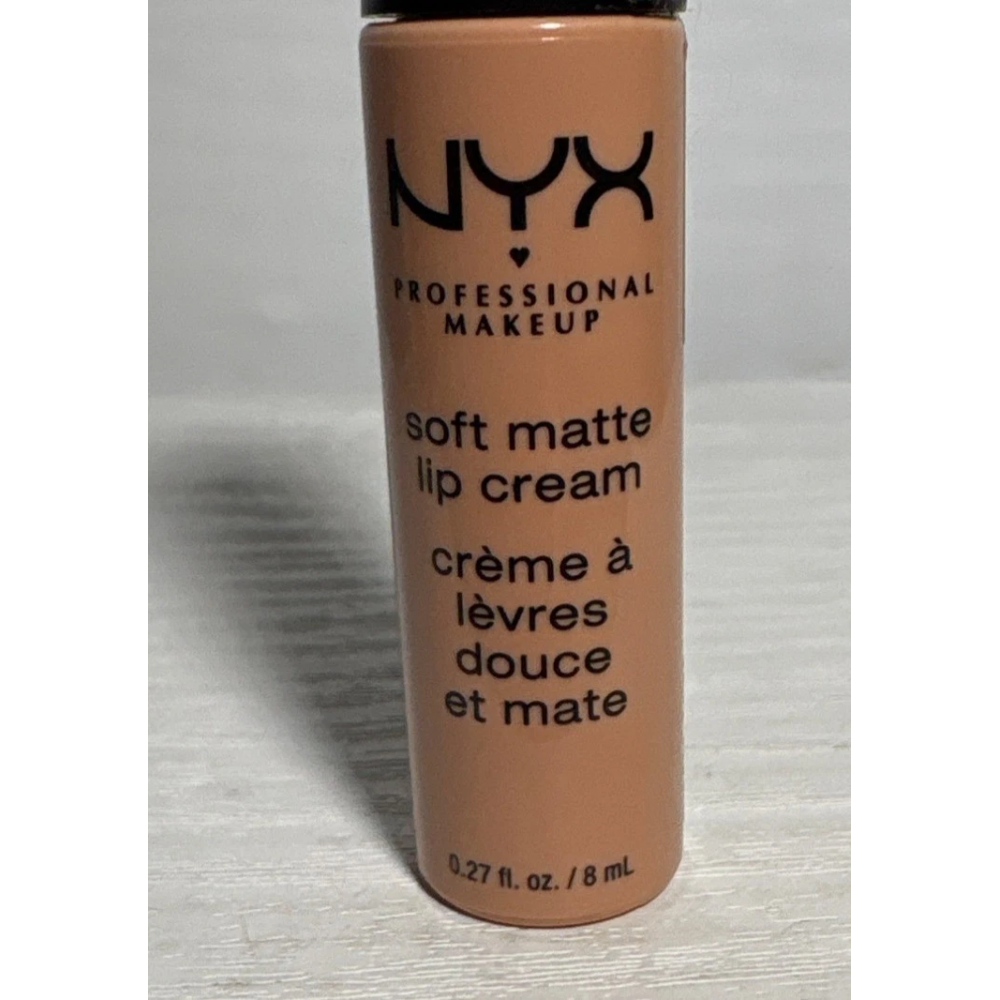 NYX
PROFESSIONAL
MAKEUP
soft matte
lip cream
crème à
lèvres
douce
et mate
0.27 fl. oz. / 8 mL